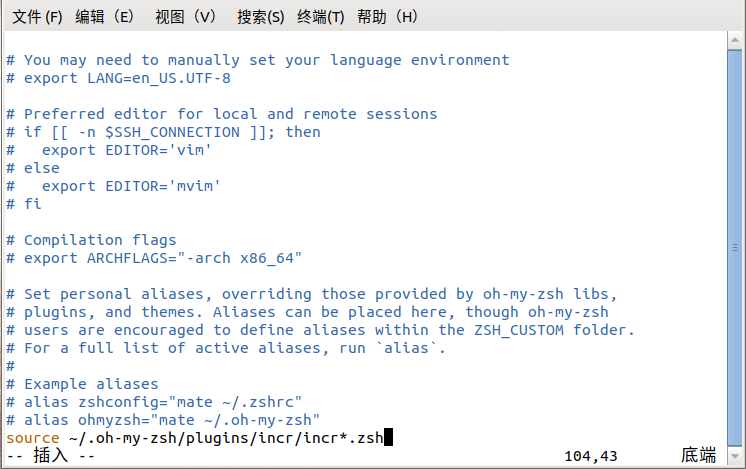 文件(F) 编辑（E） 视图（V） 搜索(S) 终端(T) 帮助（H）
# You may need to manually set your language environment
# export LANG=en_US.UTF-8
# Preferred editor for local and remote sessions
# if [[ -n $SSH_CONNECTION ]]; then
#   export EDITOR='vim'
# else
#   export EDITOR='mvim'
# fi
# Compilation flags
# export ARCHFLAGS="-arch x86_64"
# Set personal aliases, overriding those provided by oh-my-zsh libs,
# plugins, and themes. Aliases can be placed here, though oh-my-zsh
# users are encouraged to define aliases within the ZSH_CUSTOM folder.
# For a full list of active aliases, run `alias`.
#
# Example aliases
# alias zshconfig="mate ~/.zshrc"
# alias ohmyzsh="mate ~/.oh-my-zsh"
source ~/.oh-my-zsh/plugins/incr/incr*.zsh
-- 插入 -- 104,43 底端